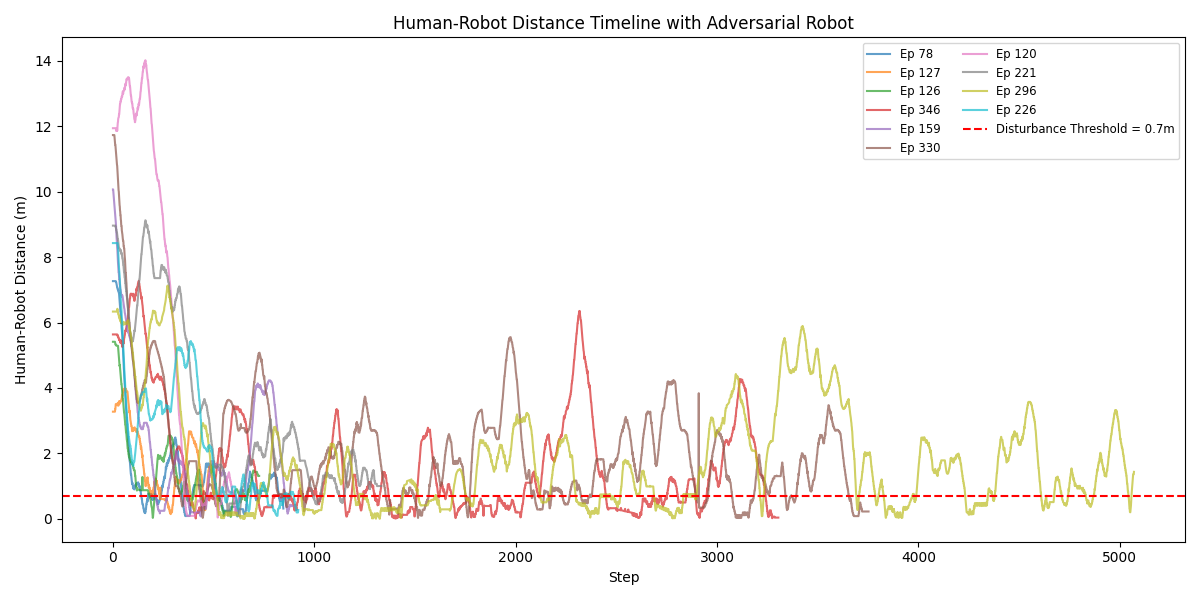 Human-Robot Distance Timeline with Adversarial Robot
Human-Robot Distance (m)
14
12
10
8
6
4
2
0
0
1000
2000
3000
4000
5000
Step
Ep 78
Ep 127
Ep 126
Ep 346
Ep 159
Ep 330
Ep 120
Ep 221
Ep 296
Ep 226
Disturbance Threshold = 0.7m